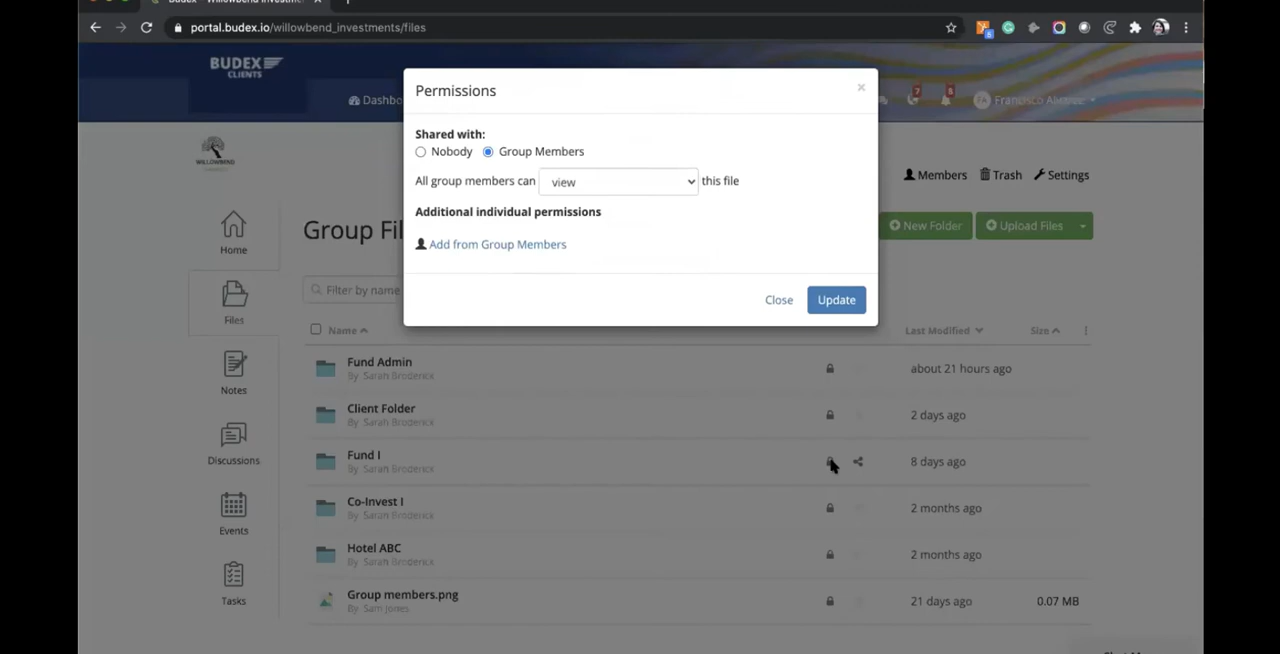 portal.budex.io/willowbend_investments/files
6
BUDEX
CLIENTS
Dashbo
7
5
FA
WILLOWBEND
Permissions
×
Shared with:
Nobody Group Members
All group members can view this file
Additional individual permissions
Add from Group Members
Close Update
Members Trash Settings
Group Fil
New Folder Upload Files
Filter by name
Home
Files
Notes
Discussions
Events
Tasks
Name Last Modified Size
Fund Admin about 21 hours ago
By Sarah Broderick
Client Folder 2 days ago
By Sarah Broderick
Fund I 8 days ago
By Sarah Broderick
Co-Invest I 2 months ago
By Sarah Broderick
Hotel ABC 2 months ago
By Sarah Broderick
Group members.png 21 days ago 0.07 MB
By Sam Jones